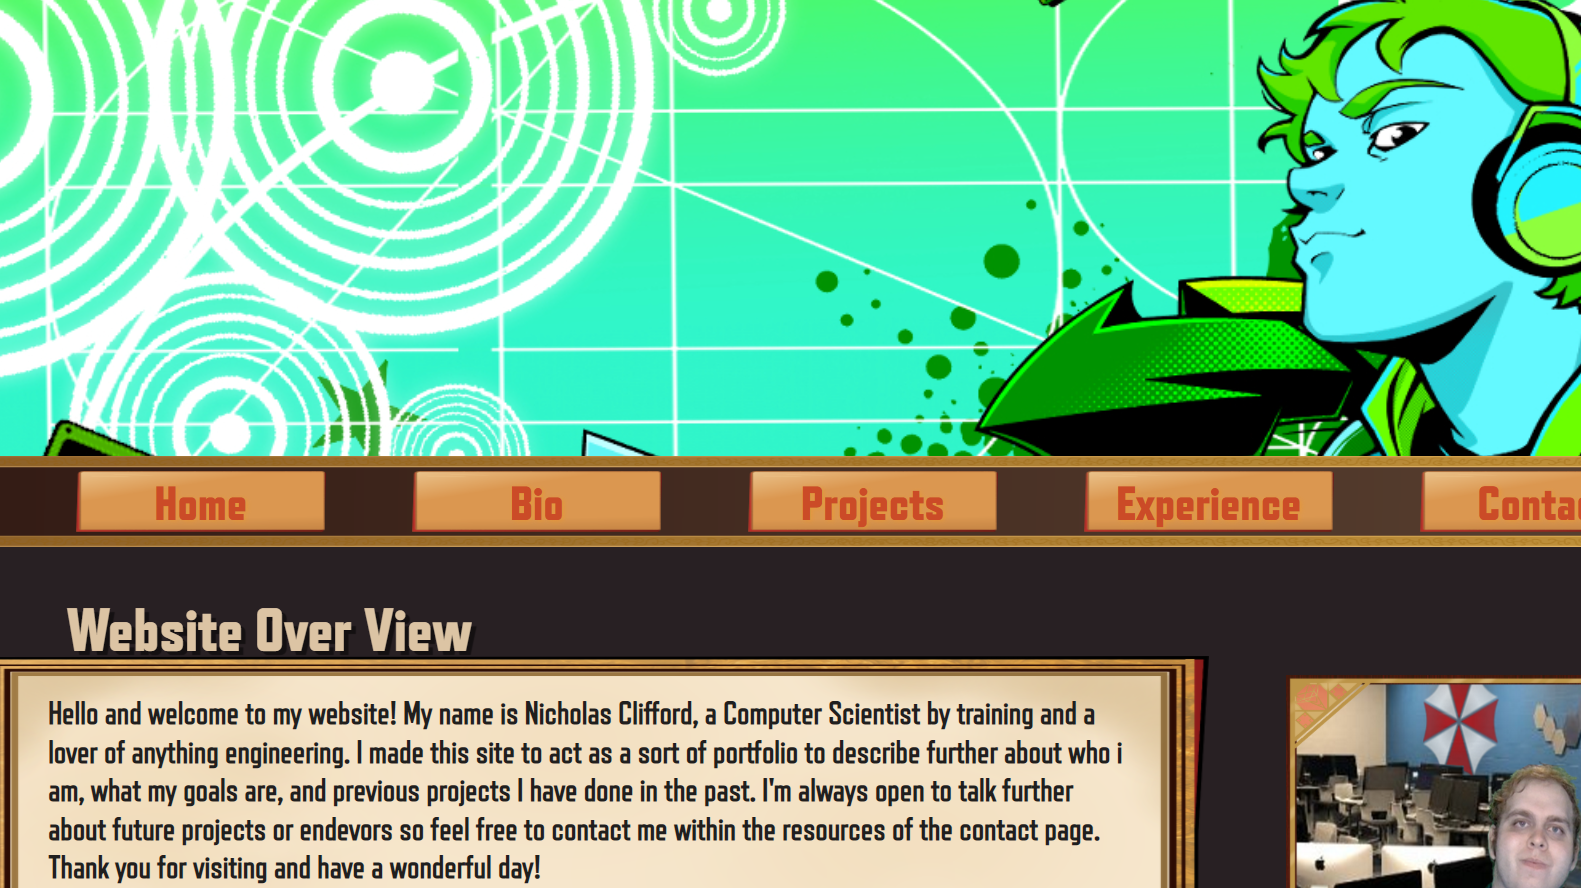 Home
Bio
Projects
Experience
Website Over View
Hello and welcome to my website! My name is Nicholas Clifford, a Computer Scientist by training and a
lover of anything engineering. I made this site to act as a sort of portfolio to describe further about who i
am, what my goals are, and previous projects I have done in the past. I'm always open to talk further
about future projects or endevors so feel free to contact me within the resources of the contact page.
Thank you for visiting and have a wonderful day!